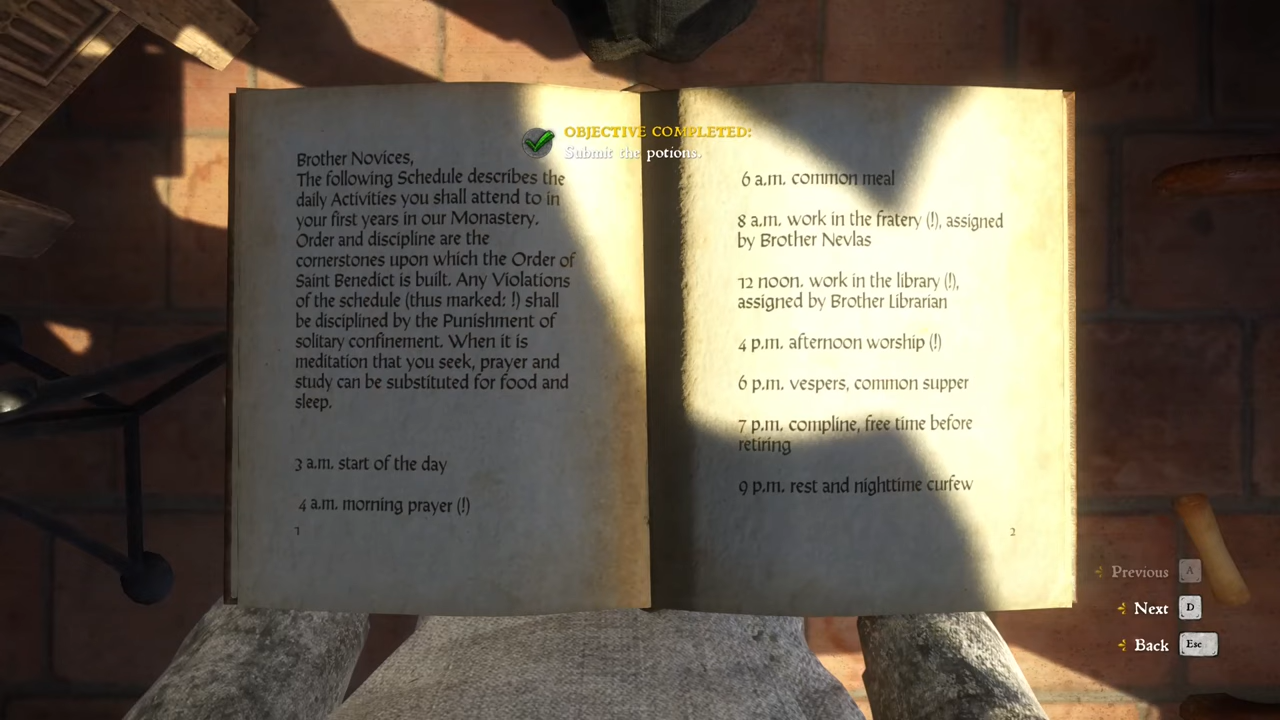 OBJECTIVE COMPLETED:
Submit the potions.
Brother Novices,
The following Schedule describes the
daily Activities you shall attend to in
your first years in our Monastery.
Order and discipline are the
cornerstones upon which the Order of
Saint Benedict is built. Any Violations
of the schedule (thus marked: !) shall
be disciplined by the Punishment of
solitary confinement. When it is
meditation that you seek, prayer and
study can be substituted for food and
sleep.
3 a.m. start of the day
4 a.m. morning prayer (!)
1
6 a.m. common meal
8 a.m. work in the fratery (!), assigned
by Brother Nevlas
12 noon. work in the library (!),
assigned by Brother Librarian
4 p.m. afternoon worship (!)
6 p.m. vespers, common supper
7 p.m. compline, free time before
retiring
9 p.m. rest and nighttime curfew
2
Previous A
Next D
Back Esc